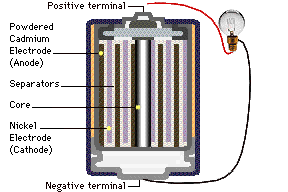 Positive terminal
Powdered
Cadmium
Electrode
(Anode)
Separators
Core
Nickel
Electrode
(Cathode)
Negative terminal